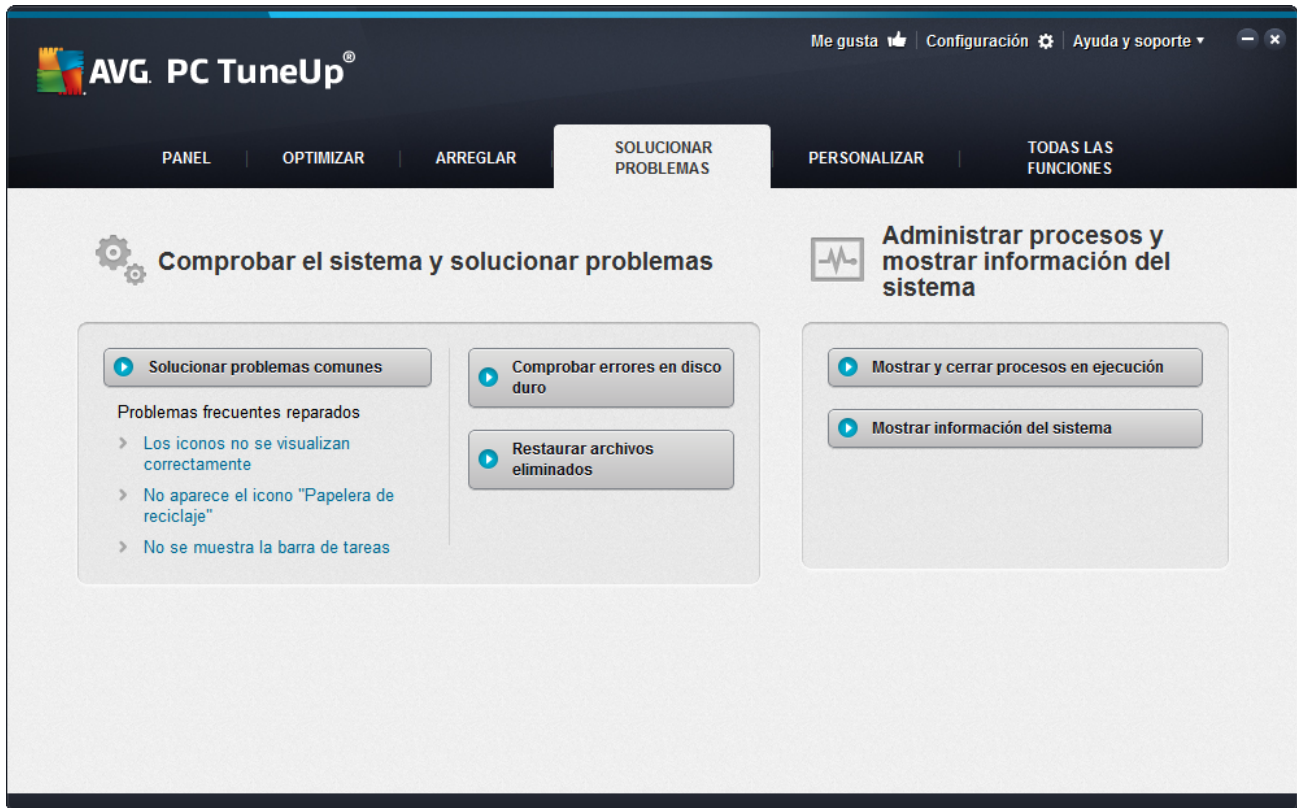 Me gusta | Configuración | Ayuda y soporte
AVG. PC TuneUp®
PANEL
OPTIMIZAR
ARREGLAR
SOLUCIONAR
PROBLEMAS
PERSONALIZAR
TODAS LAS
FUNCIONES
Comprobar el sistema y solucionar problemas
Solucionar problemas comunes
Problemas frecuentes reparados
Los iconos no se visualizan
correctamente
No aparece el icono "Papelera de
reciclaje"
No se muestra la barra de tareas
Comprobar errores en disco
duro
Restaurar archivos
eliminados
Administrar procesos y
mostrar información del
sistema
Mostrar y cerrar procesos en ejecución
Mostrar información del sistema